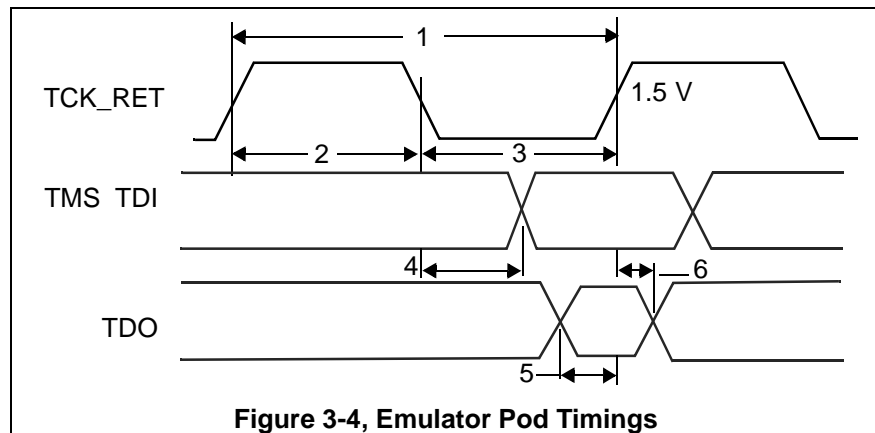 1
TCK_RET
1.5 V
2
3
TMS TDI
4
6
TDO
5
Figure 3-4, Emulator Pod Timings